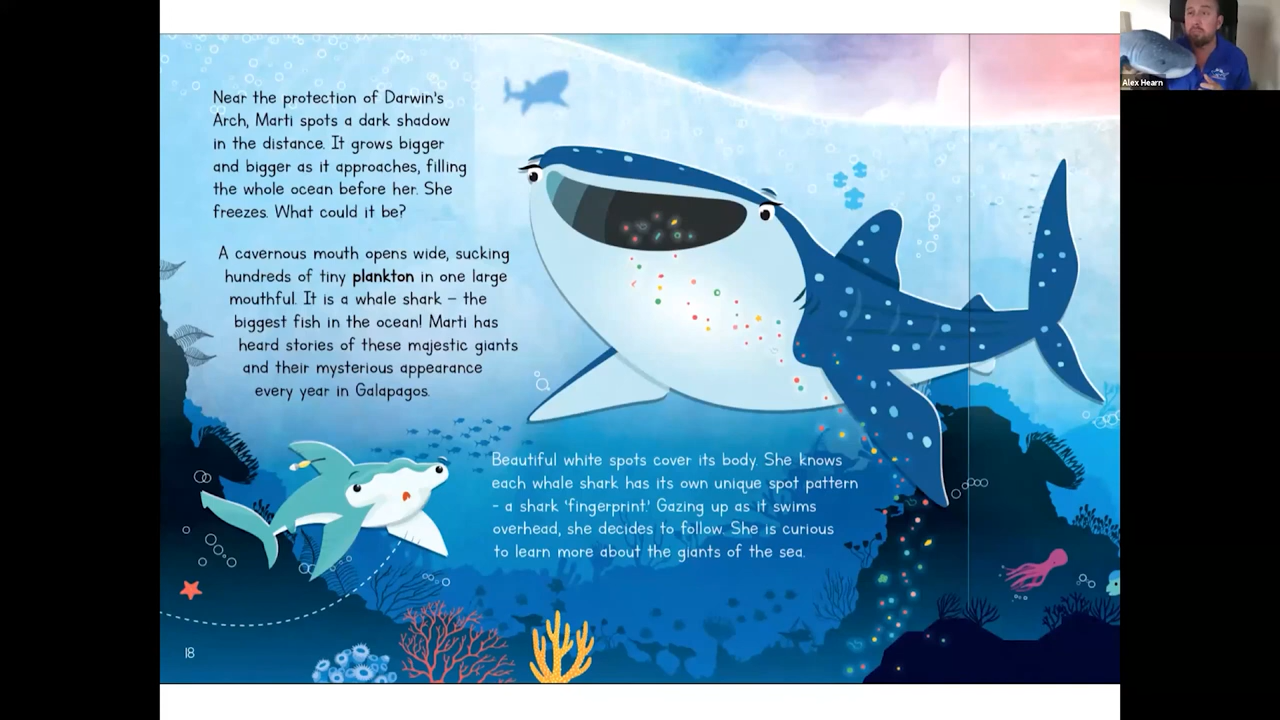 Near the protection of Darwin's
Arch, Marti spots a dark shadow
in the distance. It grows bigger
and bigger as it approaches, filling
the whole ocean before her. She
freezes. What could it be?
A cavernous mouth opens wide, sucking
hundreds of tiny plankton in one large
mouthful. It is a whale shark – the
biggest fish in the ocean! Marti has
heard stories of these majestic giants
and their mysterious appearance
every year in Galapagos.
Beautiful white spots cover its body. She knows
each whale shark has its own unique spot pattern
- a shark 'fingerprint.' Gazing up as it swims
overhead, she decides to follow. She is curious
to learn more about the giants of the sea.
18
Alex Hearn